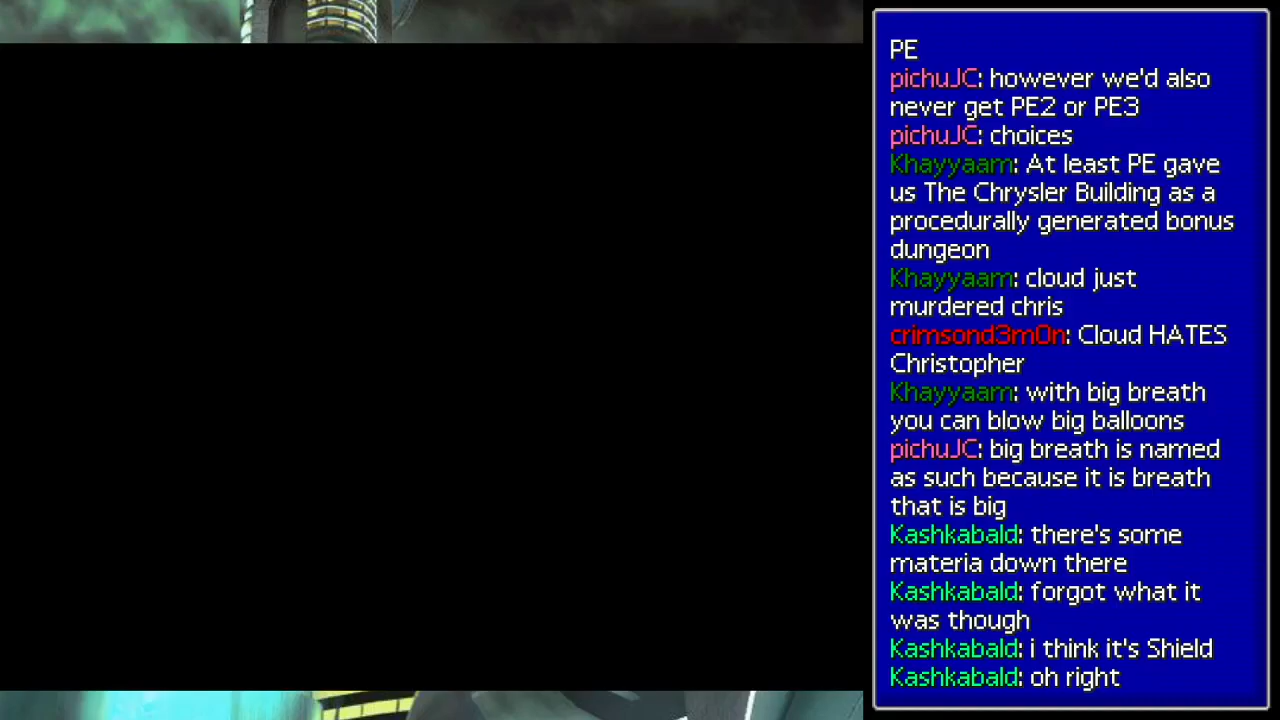 PE
pichuJC: however we'd also
never get PE2 or PE3
pichuJC: choices
Khayyaam: At least PE gave
us The Chrysler Building as a
procedurally generated bonus
dungeon
Khayyaam: cloud just
murdered chris
crimsond3m0n: Cloud HATES
Christopher
Khayyaam: with big breath
you can blow big balloons
pichuJC: big breath is named
as such because it is breath
that is big
Kashkabald: there's some
materia down there
Kashkabald: forgot what it
was though
Kashkabald: i think it's Shield
Kashkabald: oh right